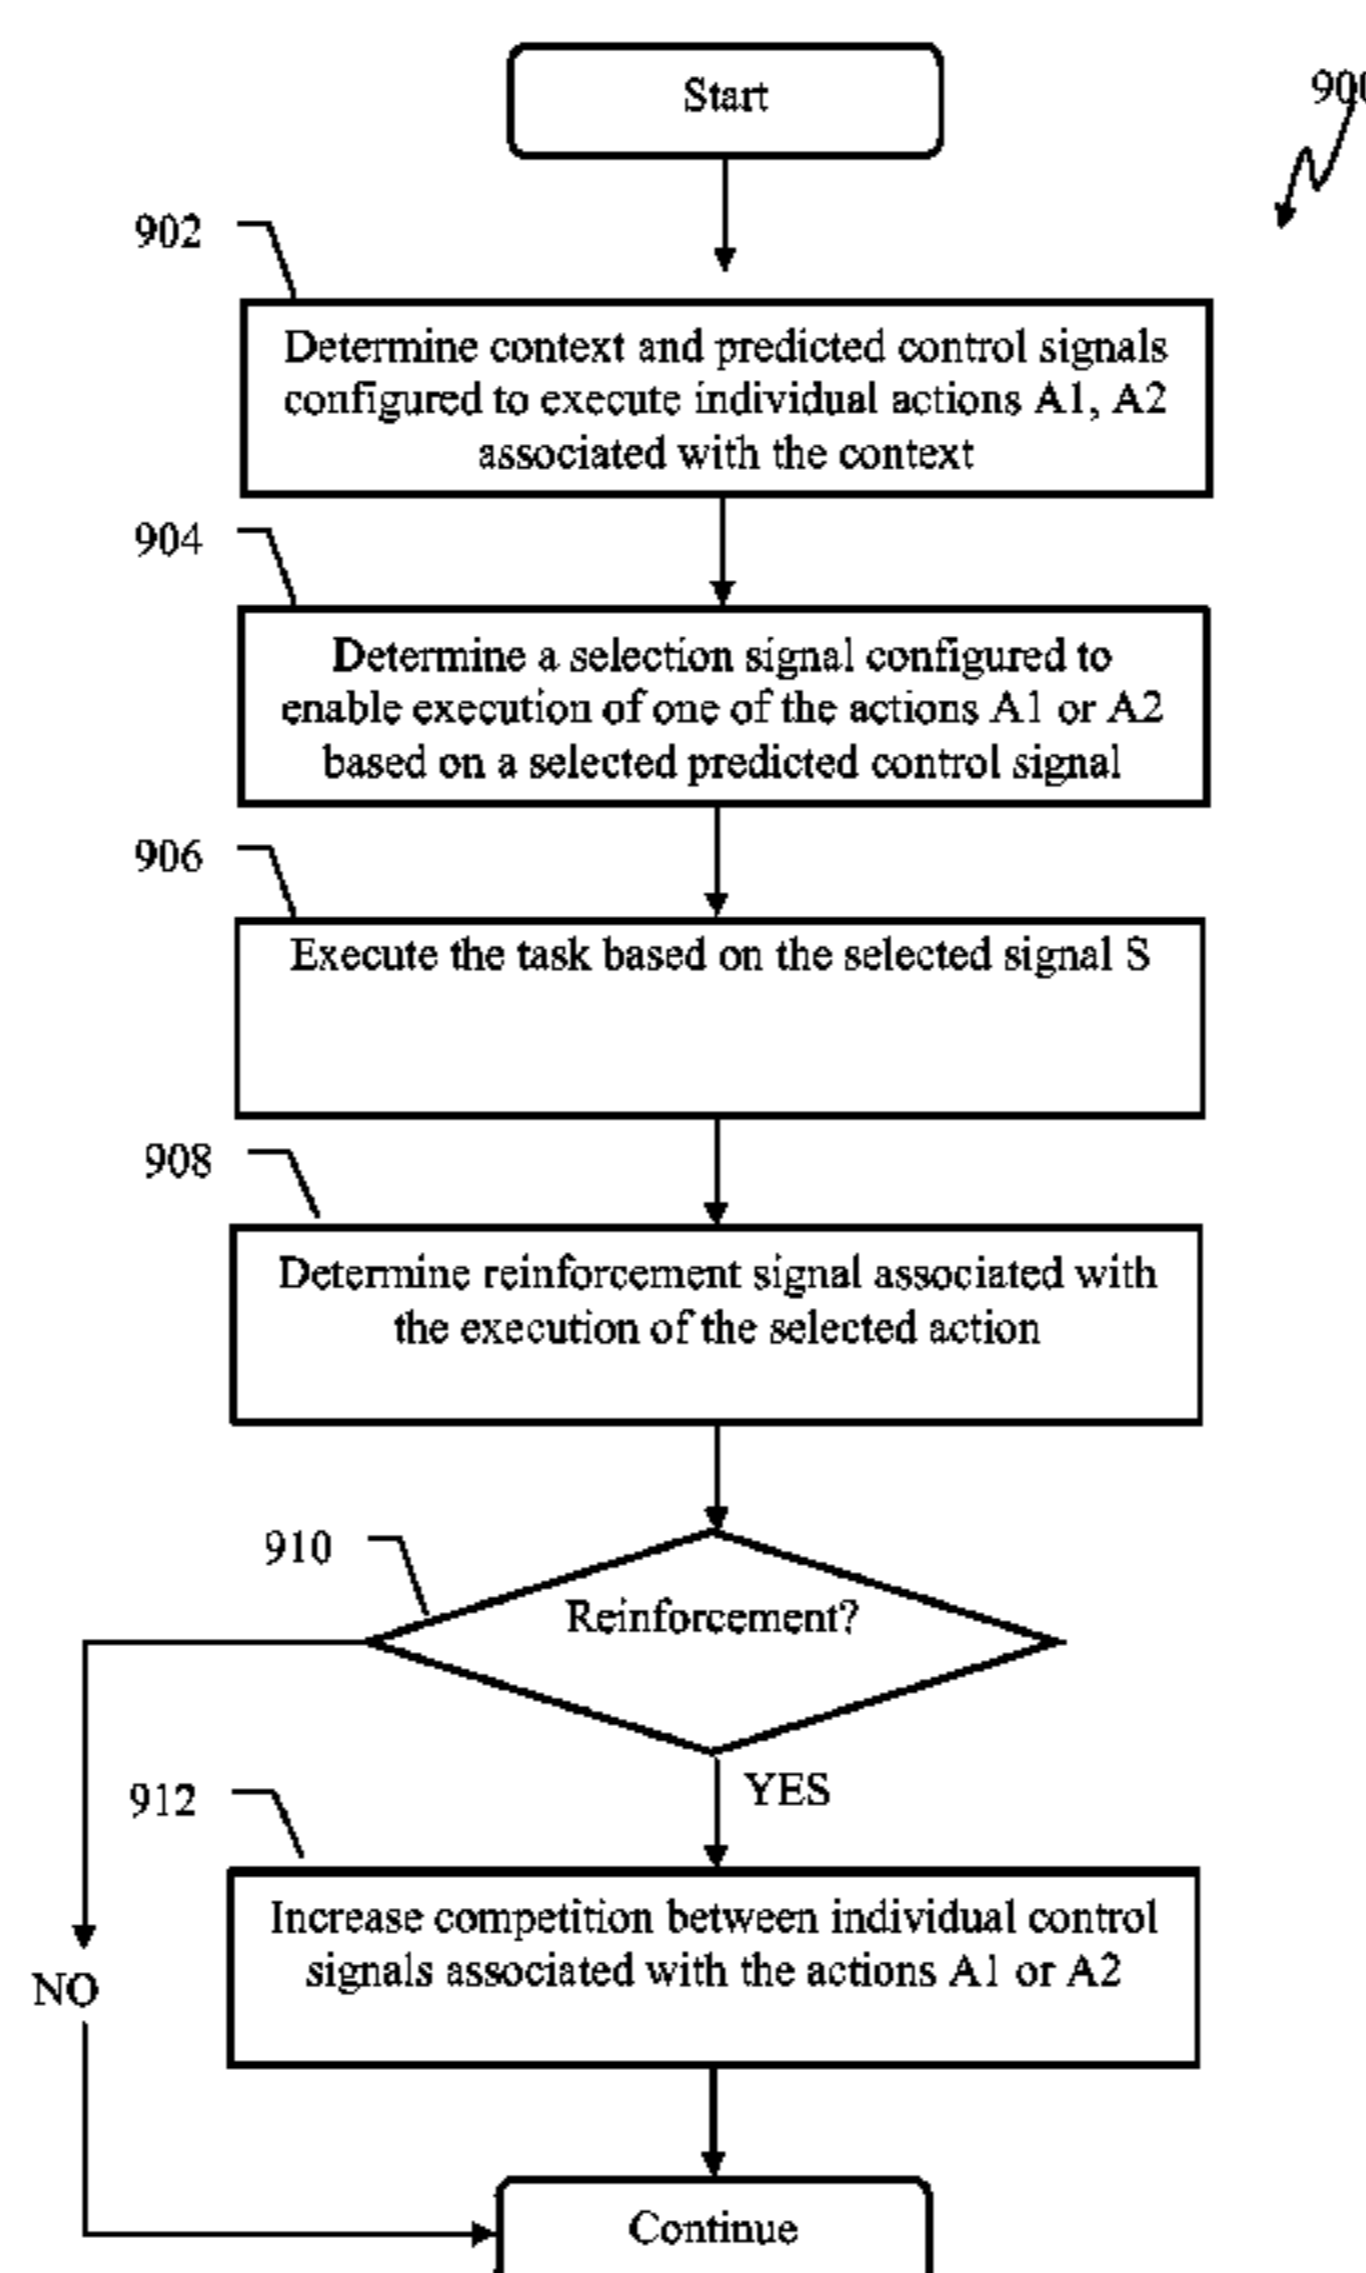 Start
900
902
Determine context and predicted control signals
configured to execute individual actions A1, A2
associated with the context
904
Determine a selection signal configured to
enable execution of one of the actions A1 or A2
based on a selected predicted control signal
906
Execute the task based on the selected signal S
908
Determine reinforcement signal associated with
the execution of the selected action
910
Reinforcement?
YES
912
Increase competition between individual control
signals associated with the actions A1 or A2
NO
Continue